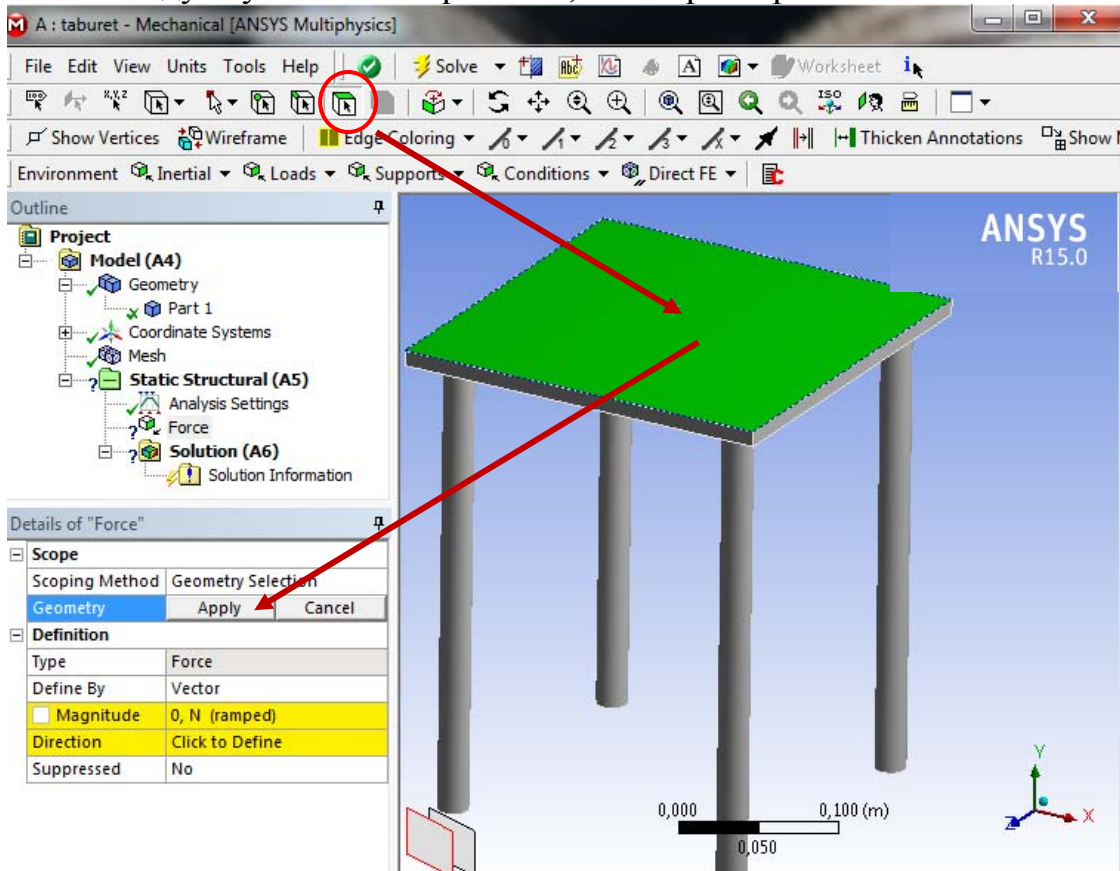 A : taburet - Mechanical [ANSYS Multiphysics]
File Edit View Units Tools Help Solve Worksheet
Show Vertices Wireframe Edge Coloring Thicken Annotations Show
Environment Inertial Loads Supports Conditions Direct FE
Outline
Project
Model (A4)
Geometry
Part 1
Coordinate Systems
Mesh
Static Structural (A5)
Analysis Settings
Force
Solution (A6)
Solution Information
Details of "Force"
Scope
Scoping Method Geometry Selection
Geometry Apply Cancel
Definition
Type Force
Define By Vector
Magnitude 0, N (ramped)
Direction Click to Define
Suppressed No
ANSYS
R15.0
0,000 0,100 (m)
0,050
Y
X
Z